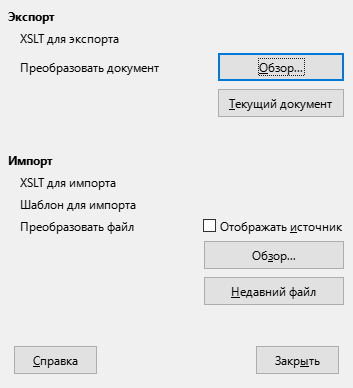 Экспорт
XSLT для экспорта
Преобразовать документ
Обзор...
Текущий документ
Импорт
XSLT для импорта
Шаблон для импорта
Преобразовать файл
Отображать источник
Обзор...
Недавний файл
Справка
Закрыть